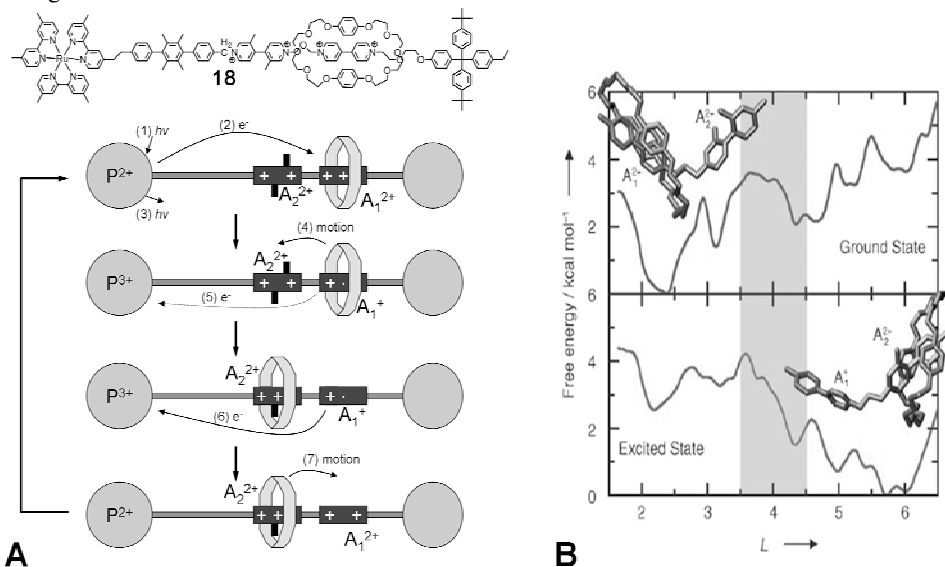 18
(1) hν
(2) e⁻
P²⁺
(3) hν
A₂²⁺
A₁²⁺
(4) motion
A₂²⁺
P³⁺
(5) e⁻
A₁⁺
A₂²⁺
P³⁺
(6) e⁻
A₁⁺
(7) motion
A₂²⁺
P²⁺
A₁²⁺
A
Free energy / kcal mol⁻¹
6
4
2
0
A₂²⁺
A₁²⁺
Ground State
6
4
2
0
A₂²⁺
A₁⁺
Excited State
2
3
4
5
6
L
B